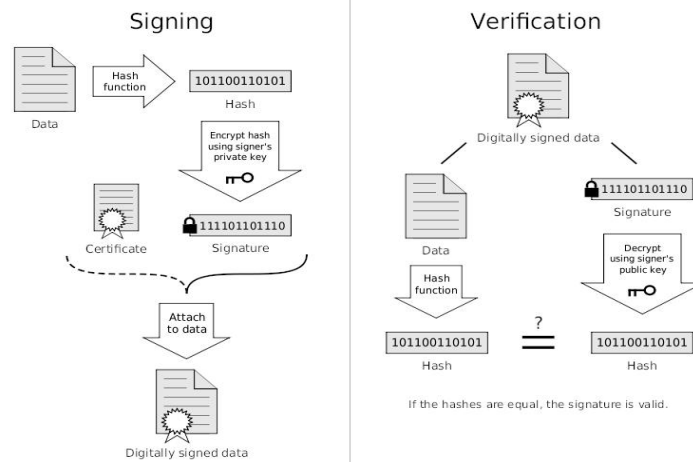 Signing
Data
Hash
function
101100110101
Hash
Encrypt hash
using signer's
private key
Certificate
111101101110
Signature
Attach
to data
Digitally signed data
Verification
Digitally signed data
Data
111101101110
Signature
Hash
function
Decrypt
using signer's
public key
101100110101
Hash
?
=
101100110101
Hash
If the hashes are equal, the signature is valid.